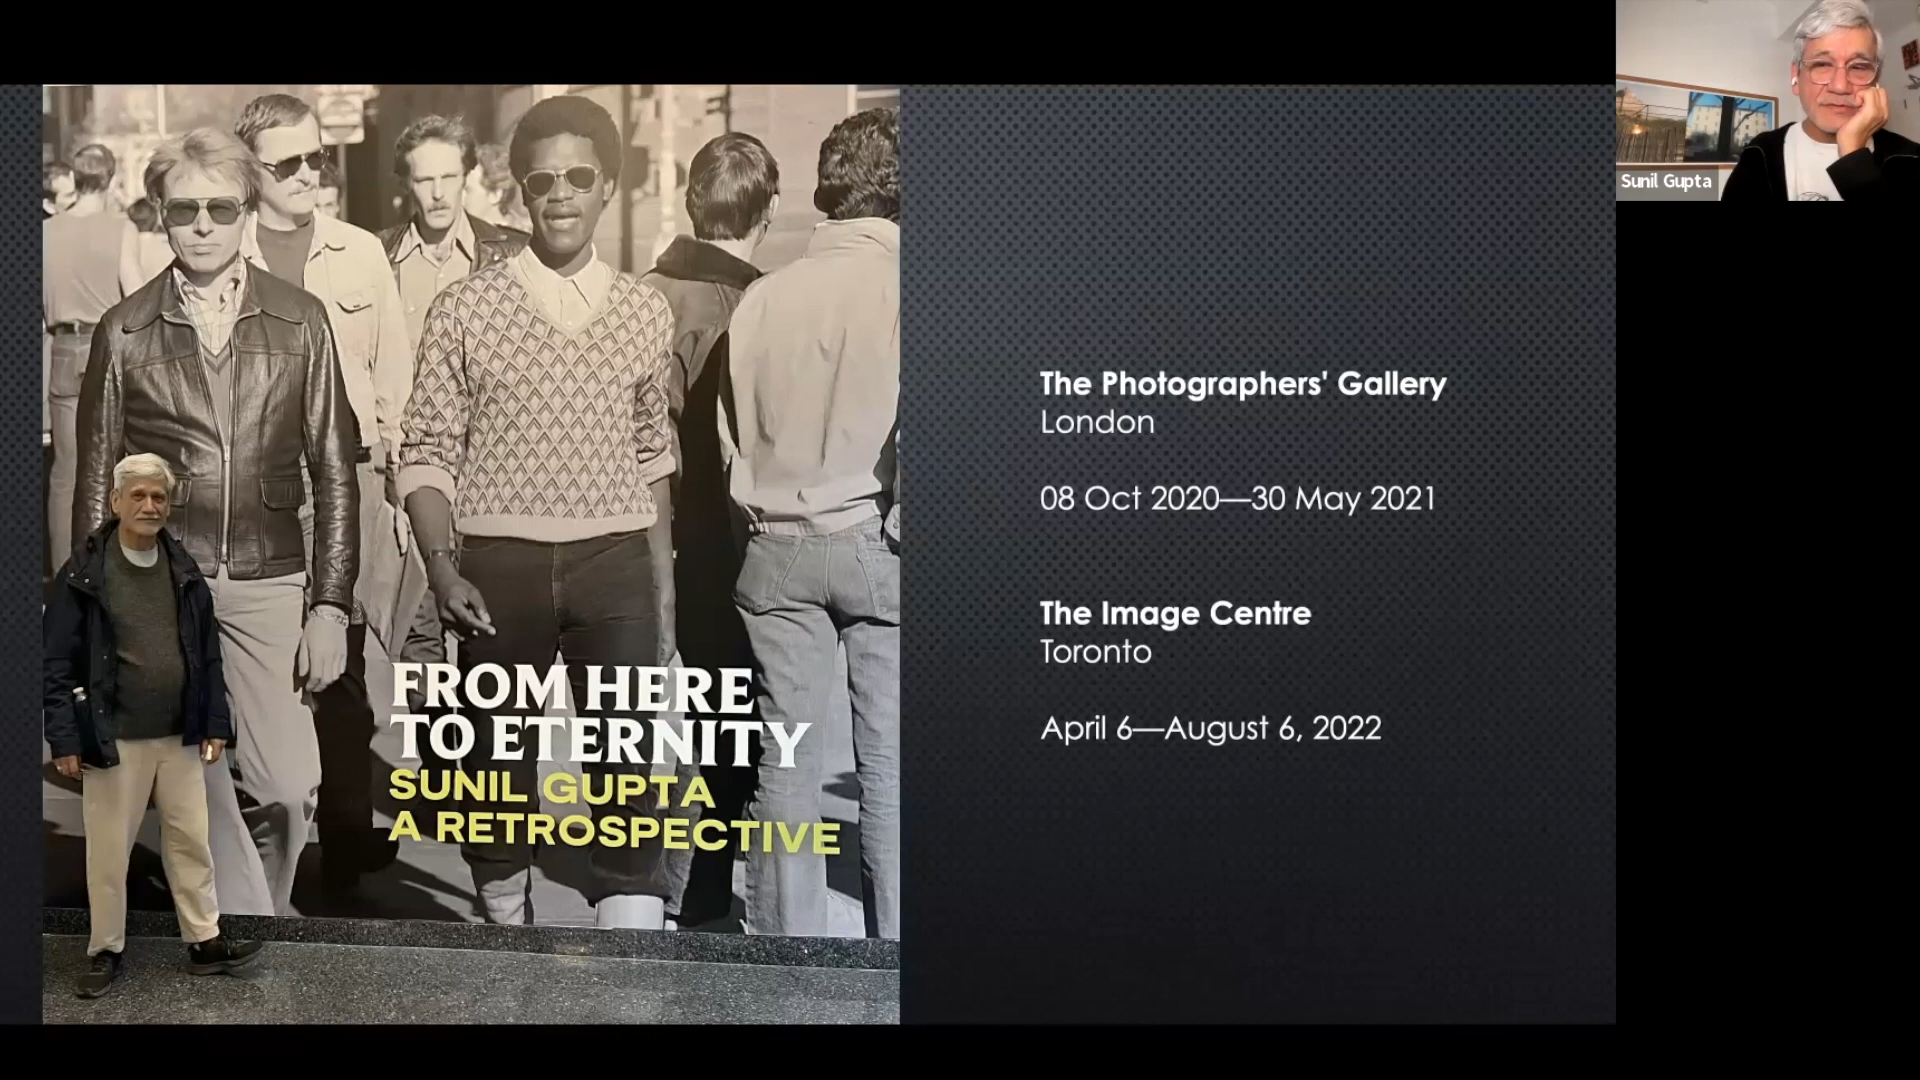 FROM HERE
TO ETERNITY
SUNIL GUPTA
A RETROSPECTIVE
The Photographers' Gallery
London
08 Oct 2020—30 May 2021
The Image Centre
Toronto
April 6—August 6, 2022
Sunil Gupta